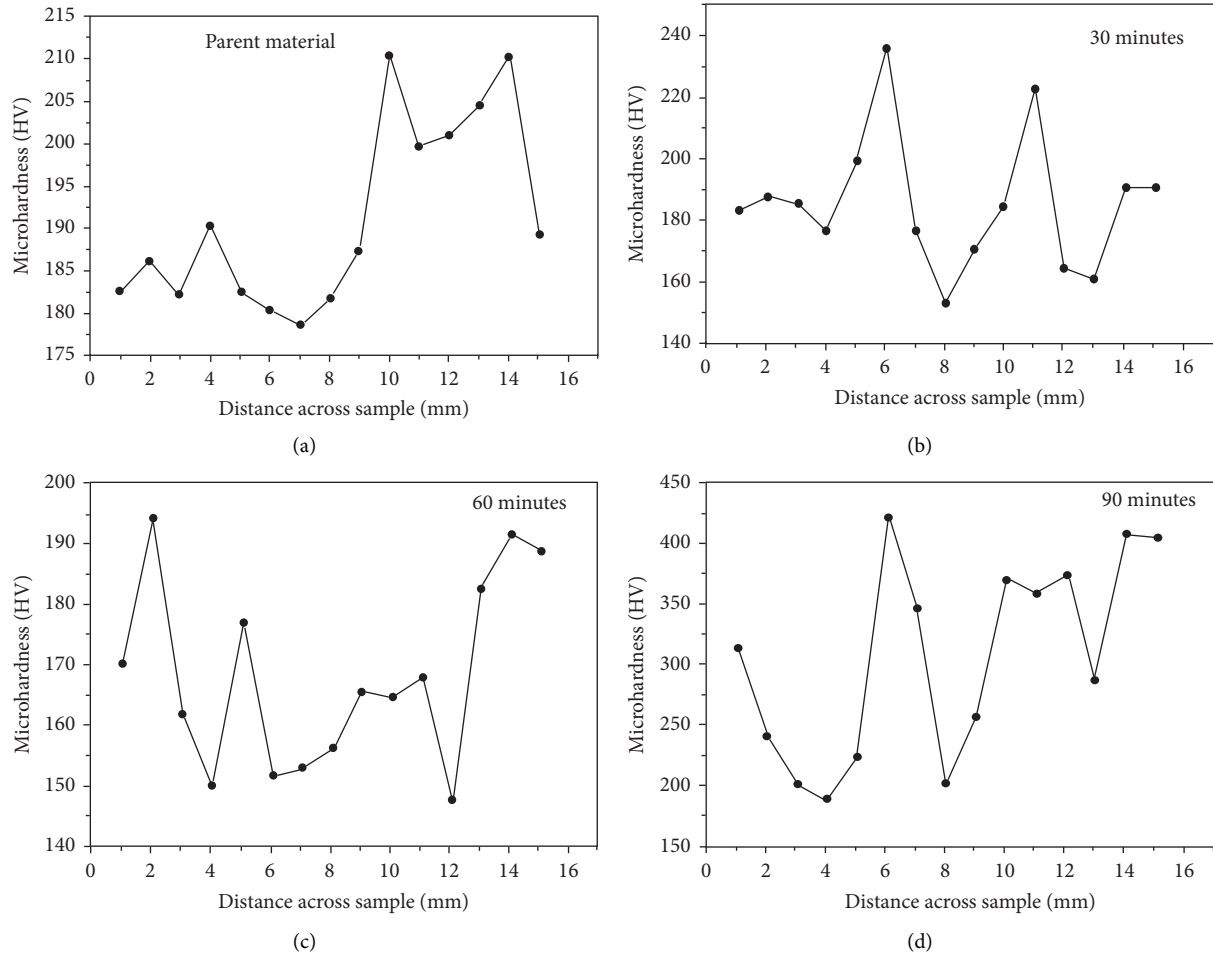 Parent material
Microhardness (HV)
215
210
205
200
195
190
185
180
175
0 2 4 6 8 10 12 14 16
Distance across sample (mm)
(a)
30 minutes
Microhardness (HV)
240
220
200
180
160
140
0 2 4 6 8 10 12 14 16
Distance across sample (mm)
(b)
60 minutes
Microhardness (HV)
200
190
180
170
160
150
140
0 2 4 6 8 10 12 14 16
Distance across sample (mm)
(c)
90 minutes
Microhardness (HV)
450
400
350
300
250
200
150
0 2 4 6 8 10 12 14 16
Distance across sample (mm)
(d)